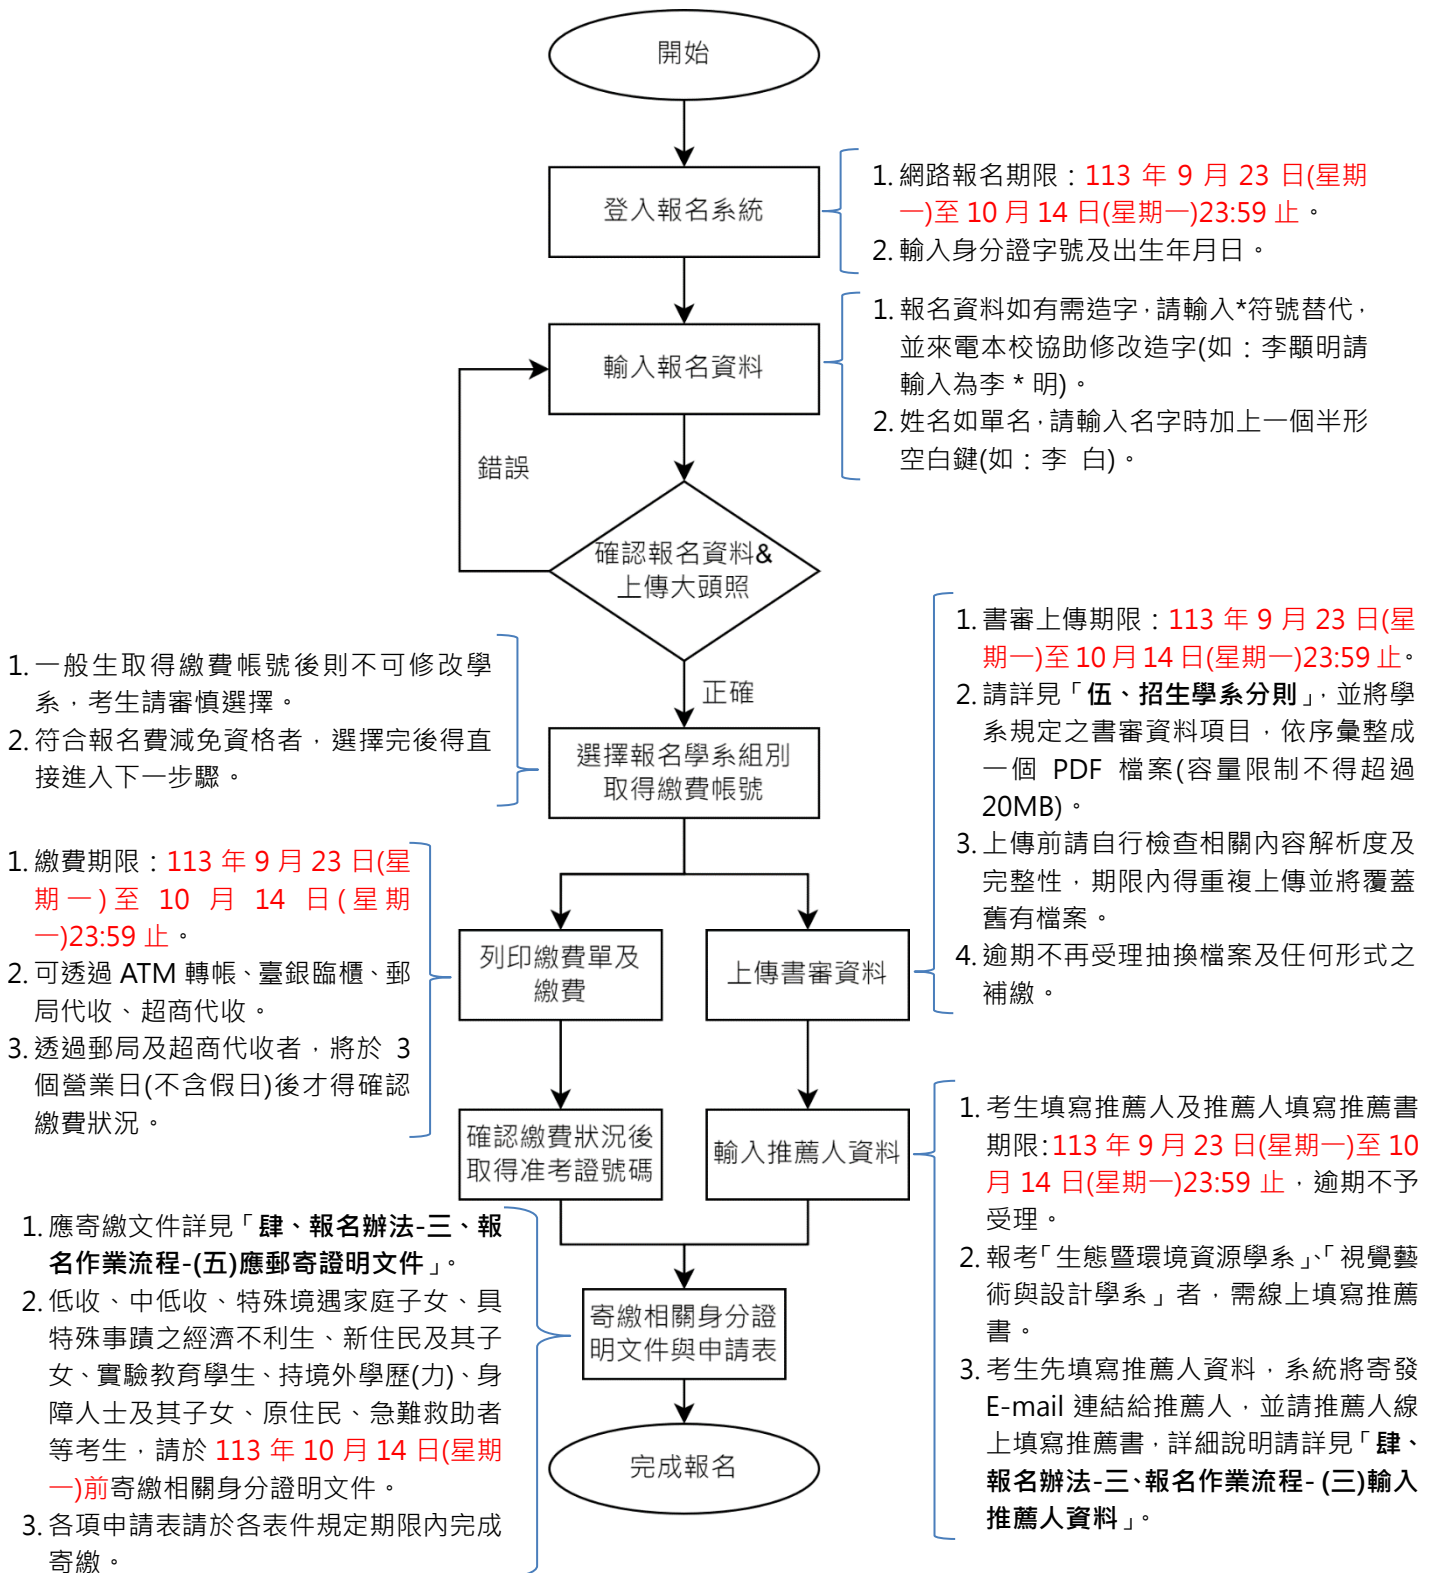 開始
登入報名系統
1. 網路報名期限：113 年 9 月 23 日(星期
一)至 10 月 14 日(星期一)23:59 止。
2. 輸入身分證字號及出生年月日。
輸入報名資料
1. 報名資料如有需造字，請輸入*符號替代，
並來電本校協助修改造字(如：李顯明請
輸入為李 * 明)。
2. 姓名如單名，請輸入名字時加上一個半形
空白鍵(如：李 白)。
錯誤
確認報名資料&
上傳大頭照
正確
1. 一般生取得繳費帳號後則不可修改學
系，考生請審慎選擇。
2. 符合報名費減免資格者，選擇完後得直
接進入下一步驟。
選擇報名學系組別
取得繳費帳號
1. 書審上傳期限：113 年 9 月 23 日(星
期一)至 10 月 14 日(星期一)23:59 止。
2. 請詳見「伍、招生學系分則」，並將學
系規定之書審資料項目，依序彙整成
一個 PDF 檔案(容量限制不得超過
20MB)。
3. 上傳前請自行檢查相關內容解析度及
完整性，期限內得重複上傳並將覆蓋
舊有檔案。
4. 逾期不再受理抽換檔案及任何形式之
補繳。
1. 繳費期限：113 年 9 月 23 日(星
期一)至 10 月 14 日(星期
一)23:59 止。
2. 可透過 ATM 轉帳、臺銀臨櫃、郵
局代收、超商代收。
3. 透過郵局及超商代收者，將於 3
個營業日(不含假日)後才得確認
繳費狀況。
列印繳費單及
繳費
上傳書審資料
確認繳費狀況後
取得准考證號碼
輸入推薦人資料
1. 考生填寫推薦人及推薦人填寫推薦書
期限：113 年 9 月 23 日(星期一)至 10
月 14 日(星期一)23:59 止，逾期不予
受理。
2. 報考「生態暨環境資源學系」、「視覺藝
術與設計學系」者，需線上填寫推薦
書。
3. 考生先填寫推薦人資料，系統將寄發
E-mail 連結給推薦人，並請推薦人線
上填寫推薦書，詳細說明請詳見「肆、
報名辦法-三、報名作業流程- (三)輸入
推薦人資料」。
1. 應寄繳文件詳見「肆、報名辦法-三、報
名作業流程-(五)應郵寄證明文件」。
2. 低收、中低收、特殊境遇家庭子女、具
特殊事蹟之經濟不利生、新住民及其子
女、實驗教育學生、持境外學歷(力)、身
障人士及其子女、原住民、急難救助者
等考生，請於 113 年 10 月 14 日(星期
一)前寄繳相關身分證明文件。
3. 各項申請表請於各表件規定期限內完成
寄繳。
寄繳相關身分證
明文件與申請表
完成報名